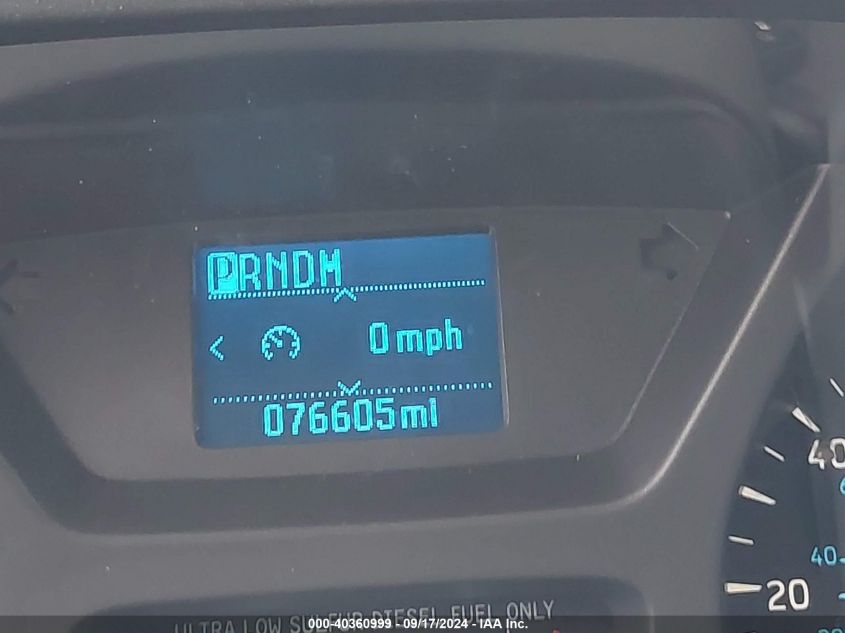 PRNDM
< 0 mph
076605mi
40
40
20
ULTRA LOW SULFUR DIESEL FUEL ONLY
000-40360999 - 09/17/2024 - IAA Inc.